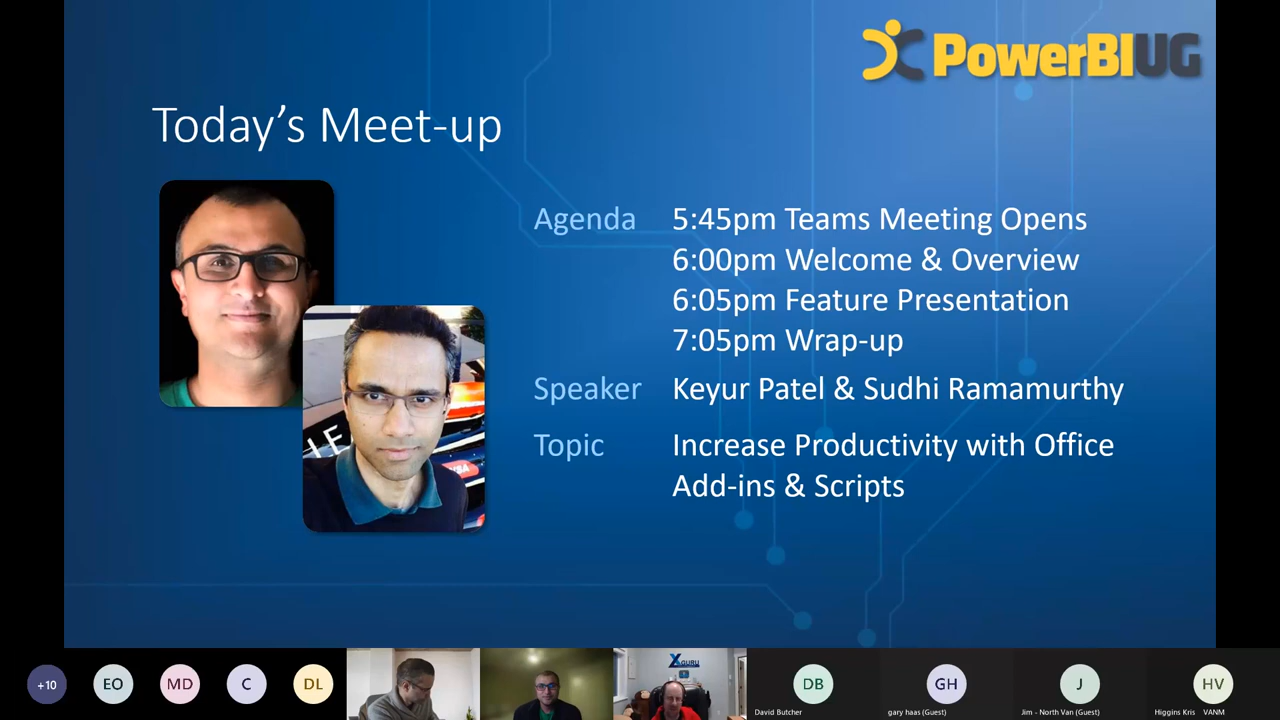 PowerBIUG
Today's Meet-up
Agenda
5:45pm Teams Meeting Opens
6:00pm Welcome & Overview
6:05pm Feature Presentation
7:05pm Wrap-up
Speaker
Keyur Patel & Sudhi Ramamurthy
Topic
Increase Productivity with Office
Add-ins & Scripts
+10
EO
MD
C
DL
GURU
DB
David Butcher
GH
gary haas (Guest)
J
Jim - North Van (Guest)
HV
Higgins Kris VANM